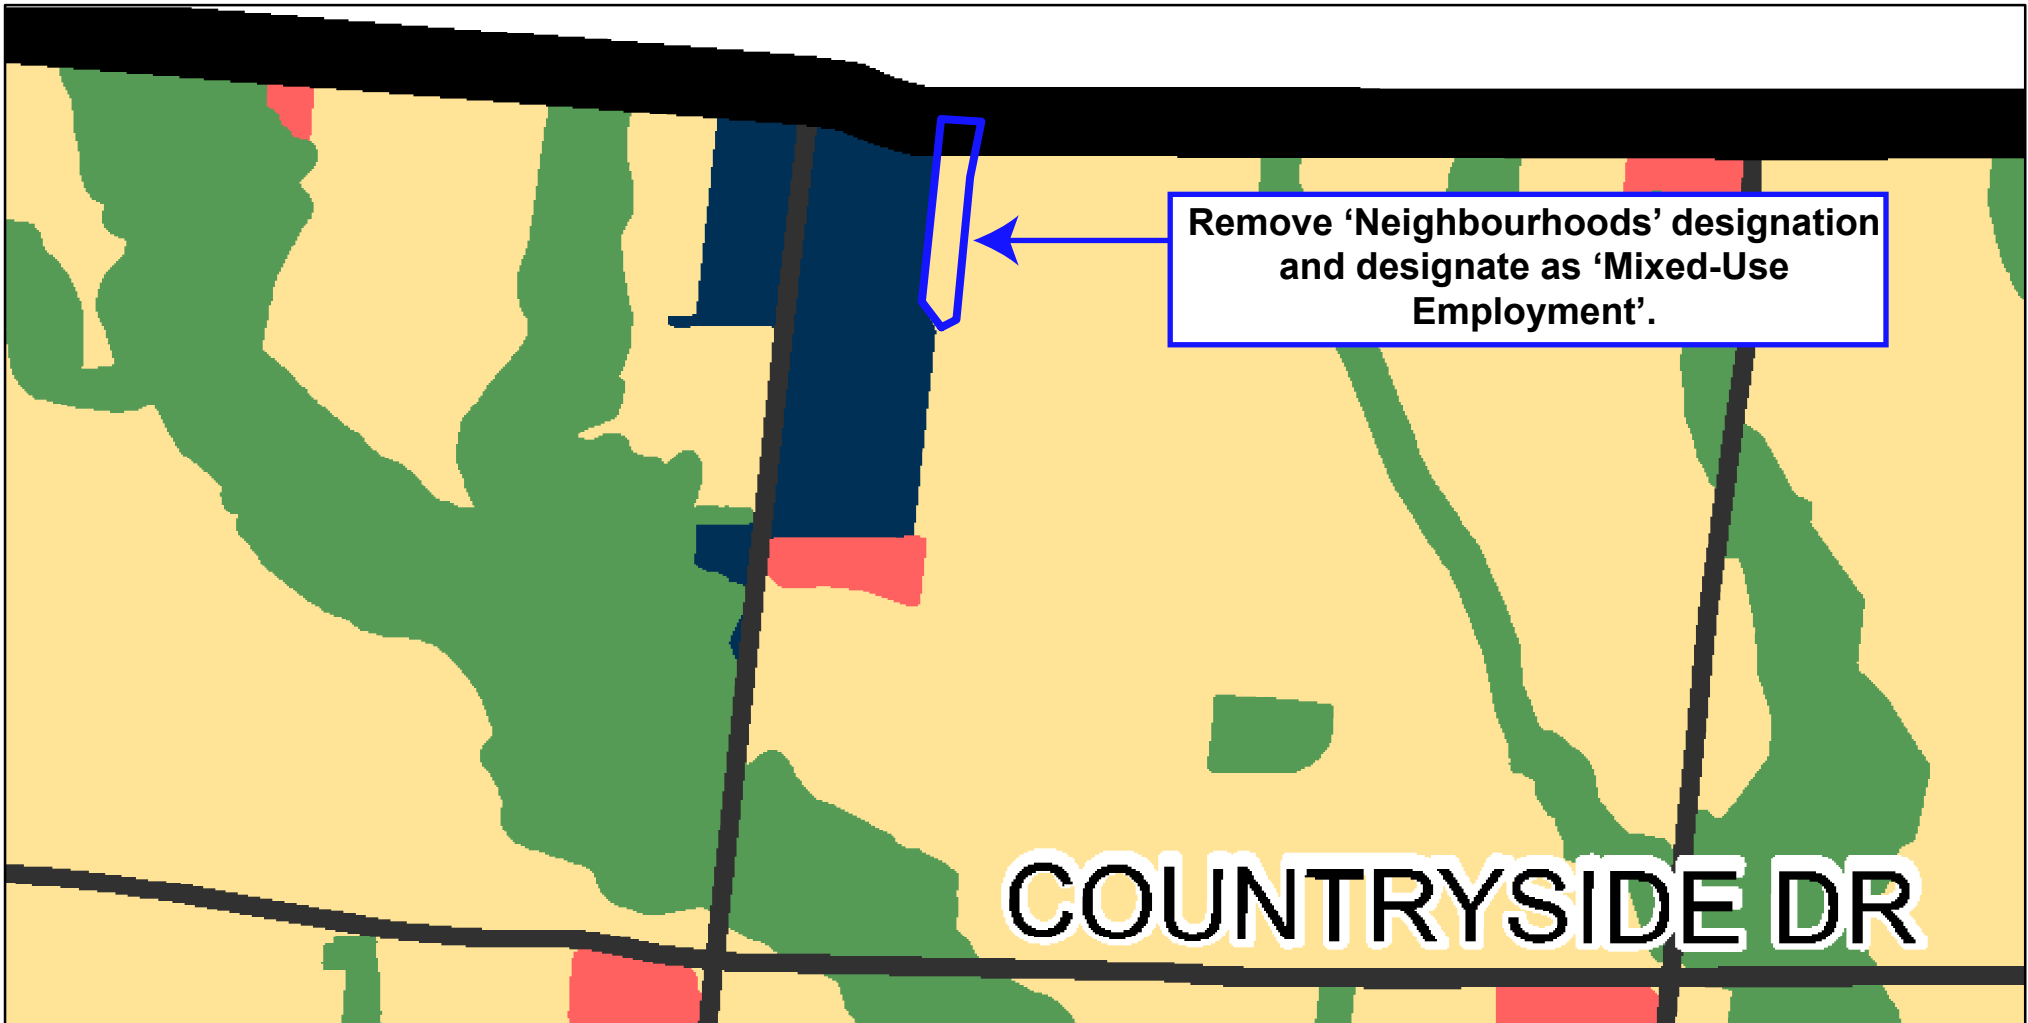 Remove ‘Neighbourhoods’ designation
and designate as ‘Mixed-Use
Employment’.
COUNTRYSIDE DR